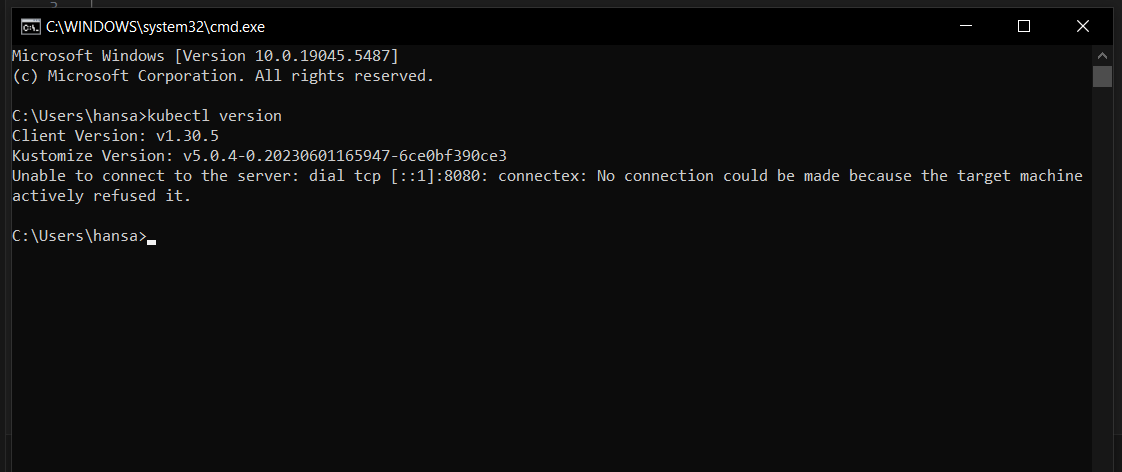 2
C:\WINDOWS\system32\cmd.exe
Microsoft Windows [Version 10.0.19045.5487]
(c) Microsoft Corporation. All rights reserved.
C:\Users\hansa>kubectl version
Client Version: v1.30.5
Kustomize Version: v5.0.4-0.20230601165947-6ce0bf390ce3
Unable to connect to the server: dial tcp [::1]:8080: connectex: No connection could be made because the target machine
actively refused it.
C:\Users\hansa>